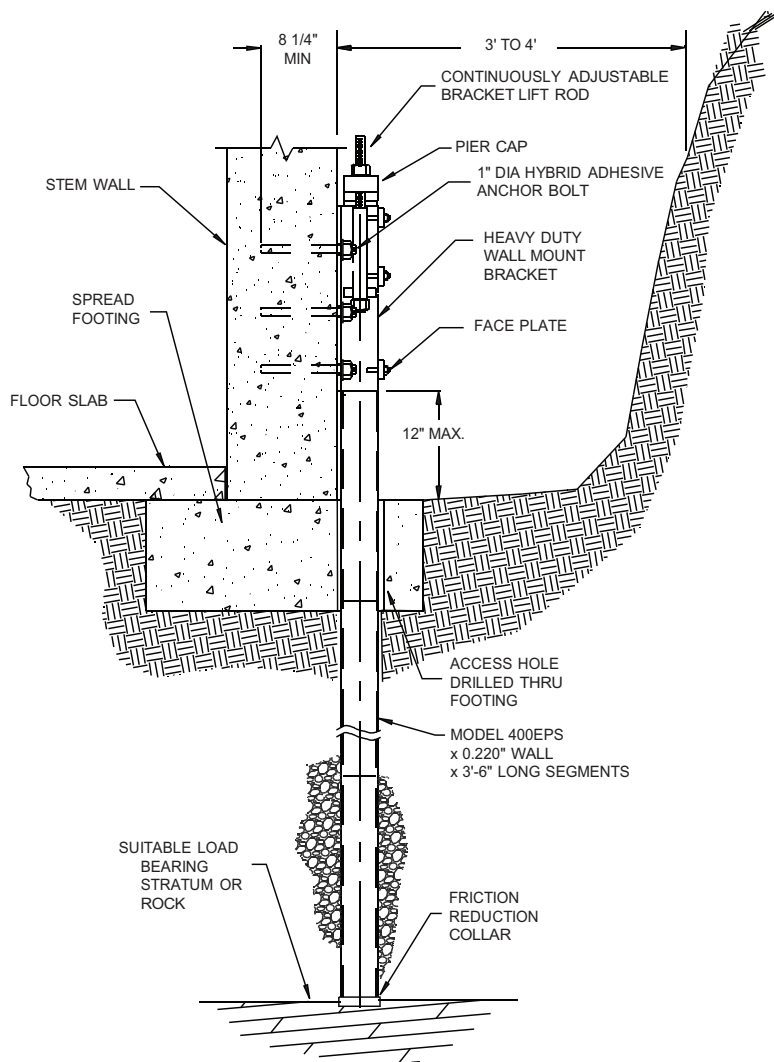 8 1/4"
MIN
3' TO 4'
CONTINUOUSLY ADJUSTABLE
BRACKET LIFT ROD
PIER CAP
1" DIA HYBRID ADHESIVE
ANCHOR BOLT
STEM WALL
HEAVY DUTY
WALL MOUNT
BRACKET
SPREAD
FOOTING
FACE PLATE
FLOOR SLAB
12" MAX.
ACCESS HOLE
DRILLED THRU
FOOTING
MODEL 400EPS
x 0.220" WALL
x 3'-6" LONG SEGMENTS
SUITABLE LOAD
BEARING
STRATUM OR
ROCK
FRICTION
REDUCTION
COLLAR